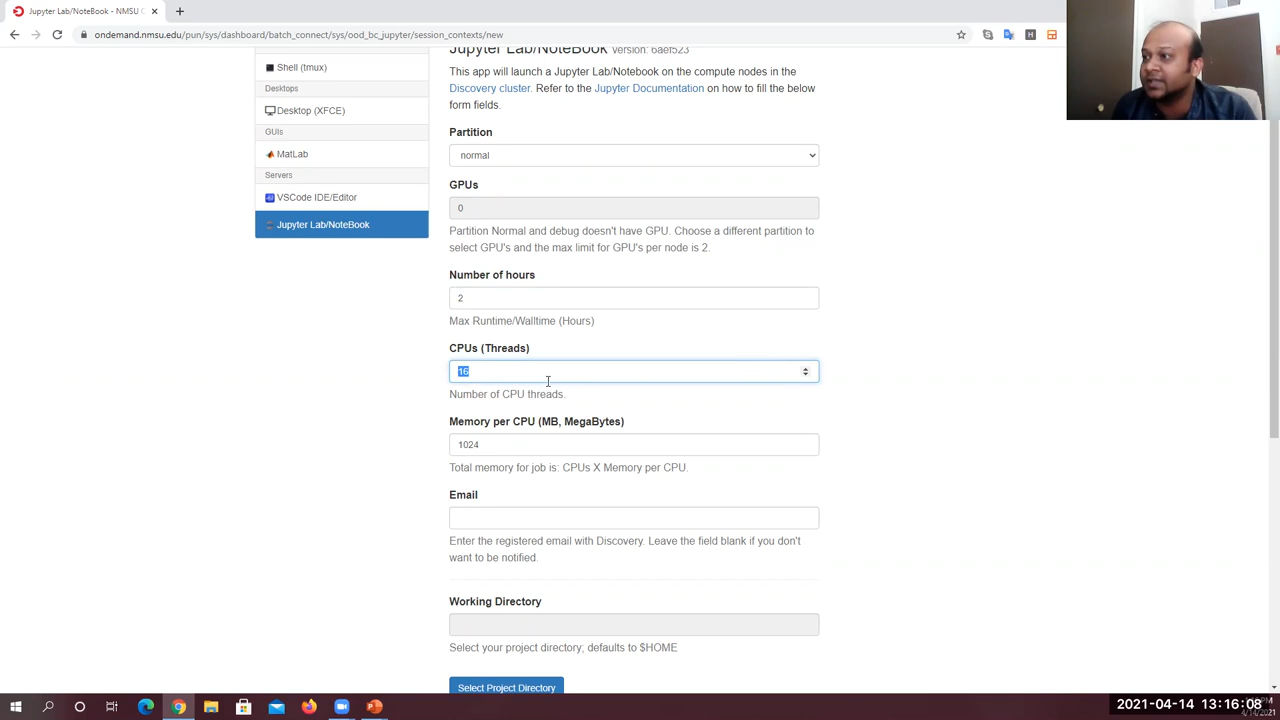 Jupyter Lab/NoteBook - NMSU O
ondemand.nmsu.edu/pun/sys/dashboard/batch_connect/sys/ood_bc_jupyter/session_contexts/new
Shell (tmux)
Desktops
Desktop (XFCE)
GUIs
MatLab
Servers
VSCode IDE/Editor
Jupyter Lab/NoteBook
Jupyter Lab/NoteBook version: 6aef523
This app will launch a Jupyter Lab/Notebook on the compute nodes in the
Discovery cluster. Refer to the Jupyter Documentation on how to fill the below
form fields.
Partition
normal
GPUs
0
Partition Normal and debug doesn't have GPU. Choose a different partition to
select GPU's and the max limit for GPU's per node is 2.
Number of hours
2
Max Runtime/Walltime (Hours)
CPUs (Threads)
16
Number of CPU threads.
Memory per CPU (MB, MegaBytes)
1024
Total memory for job is: CPUs X Memory per CPU.
Email
Enter the registered email with Discovery. Leave the field blank if you don't
want to be notified.
Working Directory
Select your project directory; defaults to $HOME
Select Project Directory
2021-04-14 13:16:08